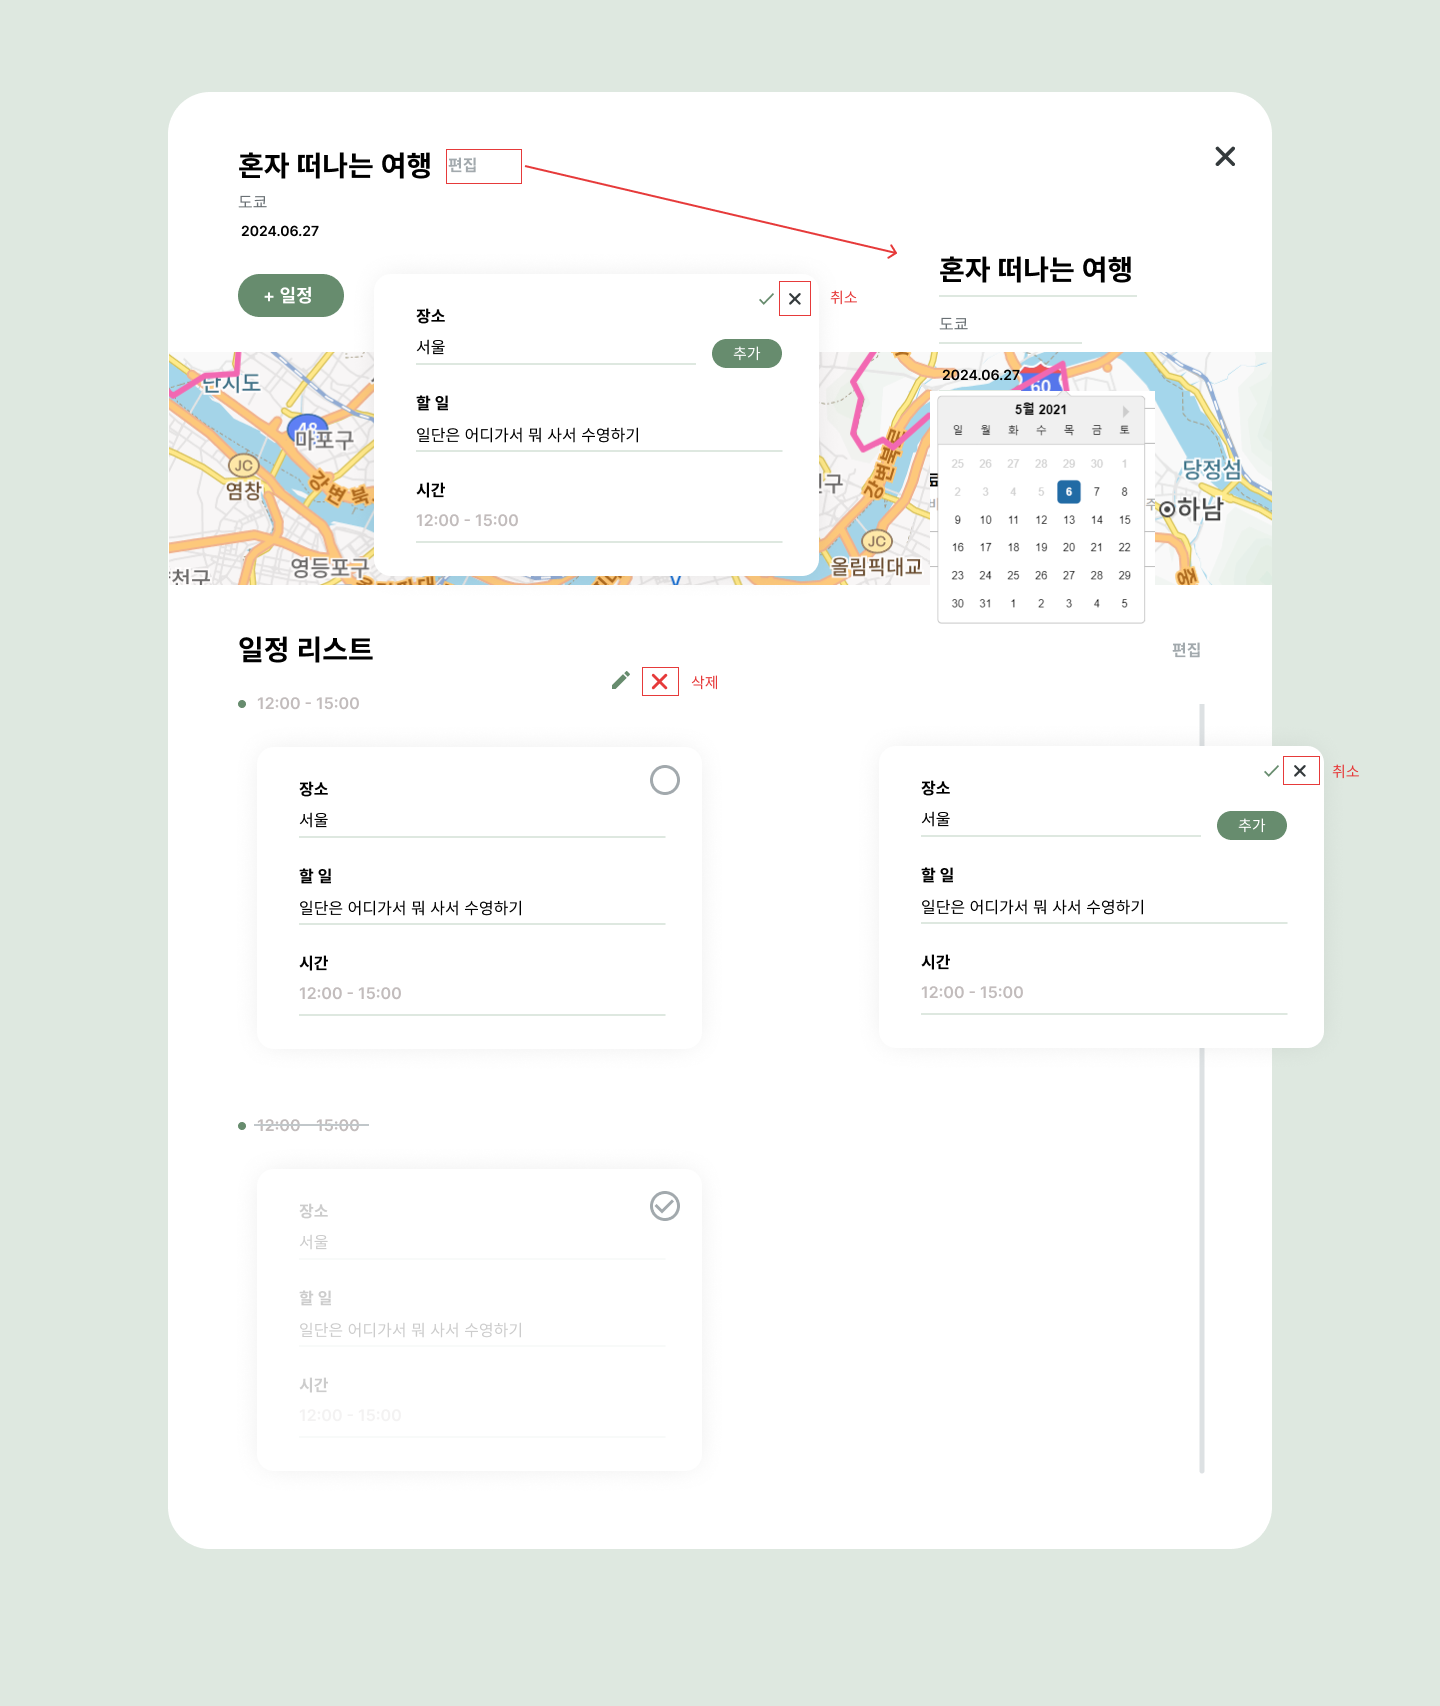 혼자 떠나는 여행 편집
도쿄
2024.06.27
+ 일정
장소
서울
추가
할 일
일단은 어디가서 뭐 사서 수영하기
시간
12:00 - 15:00
취소
혼자 떠나는 여행
도쿄
2024.06.27
5월 2021
일 월 화 수 목 금 토
25 26 27 28 29 30 1
2 3 4 5 6 7 8
9 10 11 12 13 14 15
16 17 18 19 20 21 22
23 24 25 26 27 28 29
30 31 1 2 3 4 5
난지도
마포구
JC
염창
강변북
영등포구
강변북로
JC
올림픽대교
60
당정섬
하남
일정 리스트
편집
삭제
12:00 - 15:00
장소
서울
할 일
일단은 어디가서 뭐 사서 수영하기
시간
12:00 - 15:00
장소
서울
추가
할 일
일단은 어디가서 뭐 사서 수영하기
시간
12:00 - 15:00
취소
12:00 - 15:00
장소
서울
할 일
일단은 어디가서 뭐 사서 수영하기
시간
12:00 - 15:00